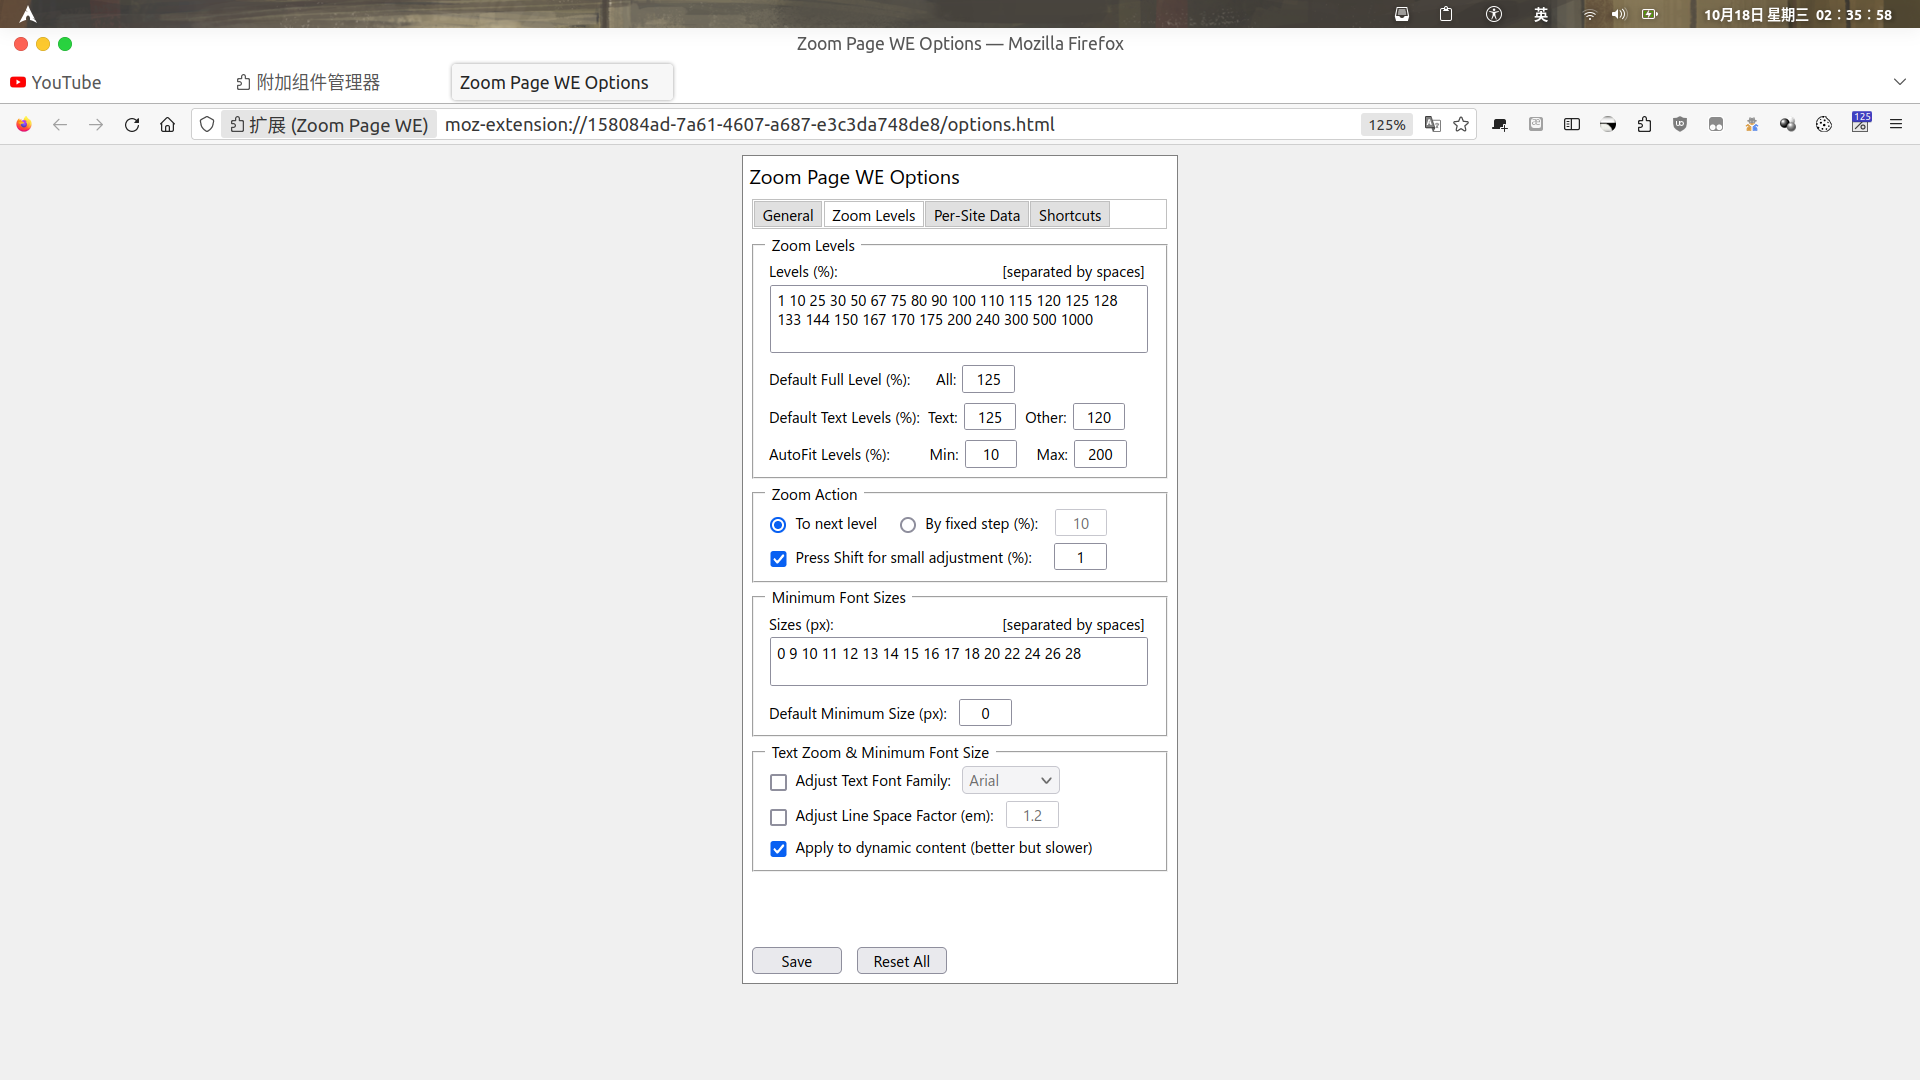 英
10月18日 星期三 02：35：58
Zoom Page WE Options — Mozilla Firefox
YouTube
附加组件管理器
Zoom Page WE Options
扩展 (Zoom Page WE)
moz-extension://158084ad-7a61-4607-a687-e3c3da748de8/options.html
125%
125
Zoom Page WE Options
General
Zoom Levels
Per-Site Data
Shortcuts
Zoom Levels
Levels (%): [separated by spaces]
1 10 25 30 50 67 75 80 90 100 110 115 120 125 128
133 144 150 167 170 175 200 240 300 500 1000
Default Full Level (%): All: 125
Default Text Levels (%): Text: 125 Other: 120
AutoFit Levels (%): Min: 10 Max: 200
Zoom Action
To next level By fixed step (%): 10
Press Shift for small adjustment (%): 1
Minimum Font Sizes
Sizes (px): [separated by spaces]
0 9 10 11 12 13 14 15 16 17 18 20 22 24 26 28
Default Minimum Size (px): 0
Text Zoom & Minimum Font Size
Adjust Text Font Family: Arial
Adjust Line Space Factor (em): 1.2
Apply to dynamic content (better but slower)
Save
Reset All